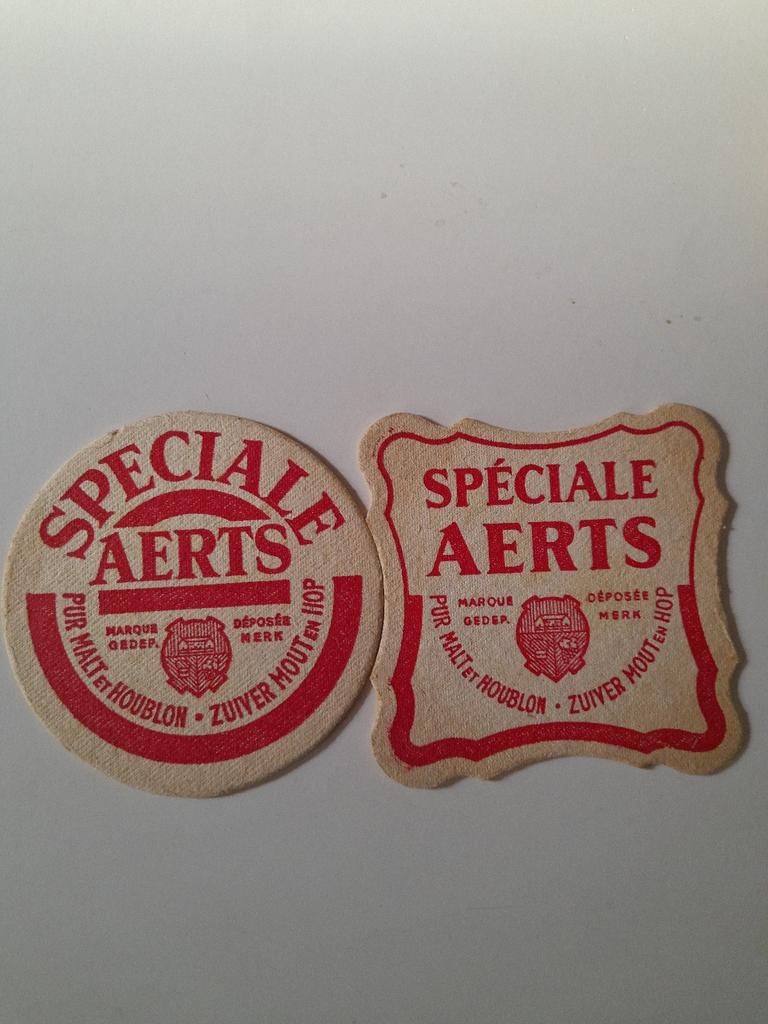 SPECIALE
AERTS
MARQUE DÉPOSÉE
GEDEP. MERK
PUR MALT ET HOUBLON • ZUIVER MOUT EN HOP
SPÉCIALE
AERTS
MARQUE DÉPOSÉE
GEDEP. MERK
PUR MALT ET HOUBLON • ZUIVER MOUT EN HOP